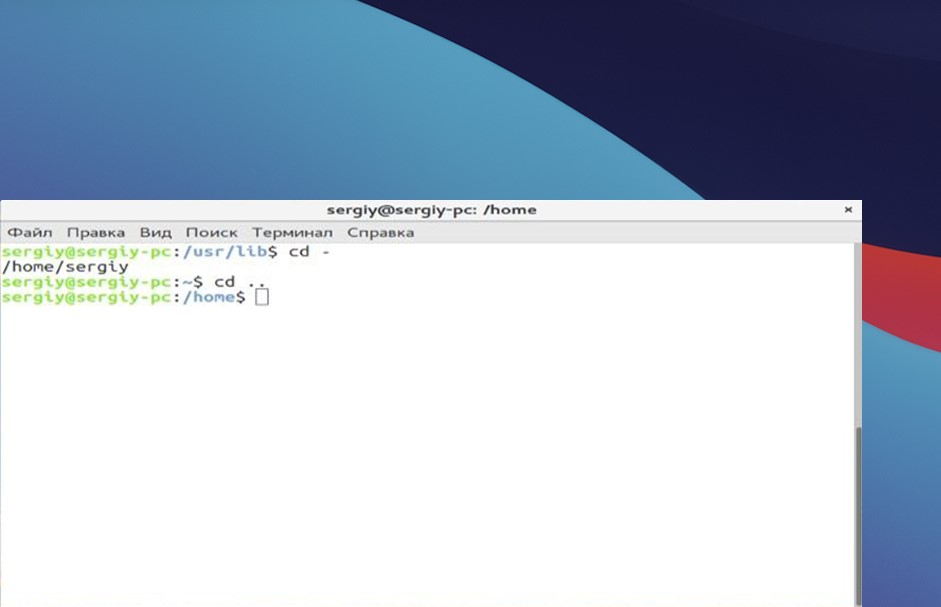 sergiy@sergiy-pc: /home ×
Файл Правка Вид Поиск Терминал Справка
sergiy@sergiy-pc:/usr/lib$ cd -
/home/sergiy
sergiy@sergiy-pc:~$ cd ..
sergiy@sergiy-pc:/home$